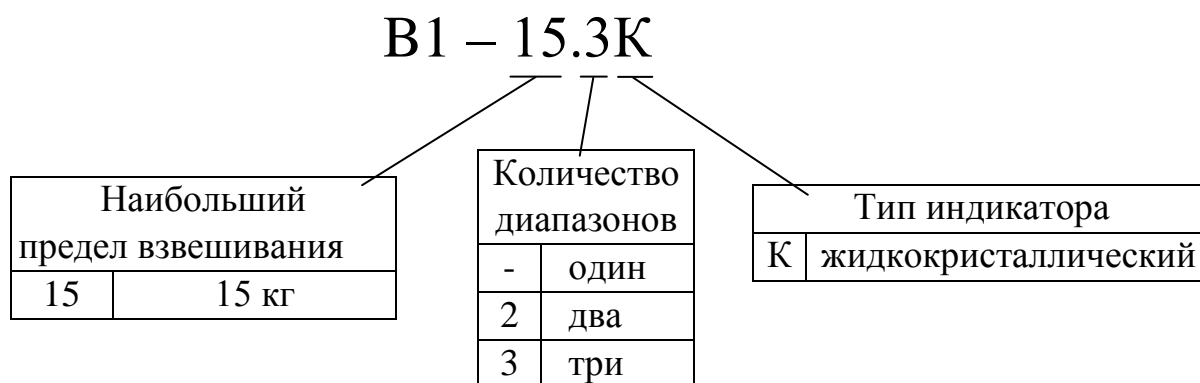 В1 – 15.3К
Наибольший
предел взвешивания
15 15 кг
Количество
диапазонов
- один
2 два
3 три
Тип индикатора
К жидкокристаллический